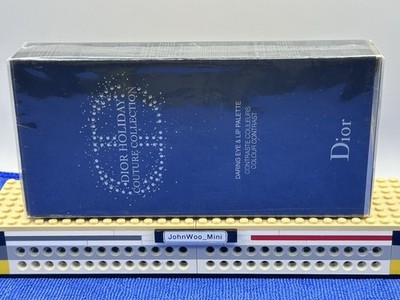 DIOR HOLIDAY
COUTURE COLLECTION
DARING EYE & LIP PALETTE
CONTRASTE COULEURS
COLOUR CONTRAST
Dior
JohnWoo_Mini